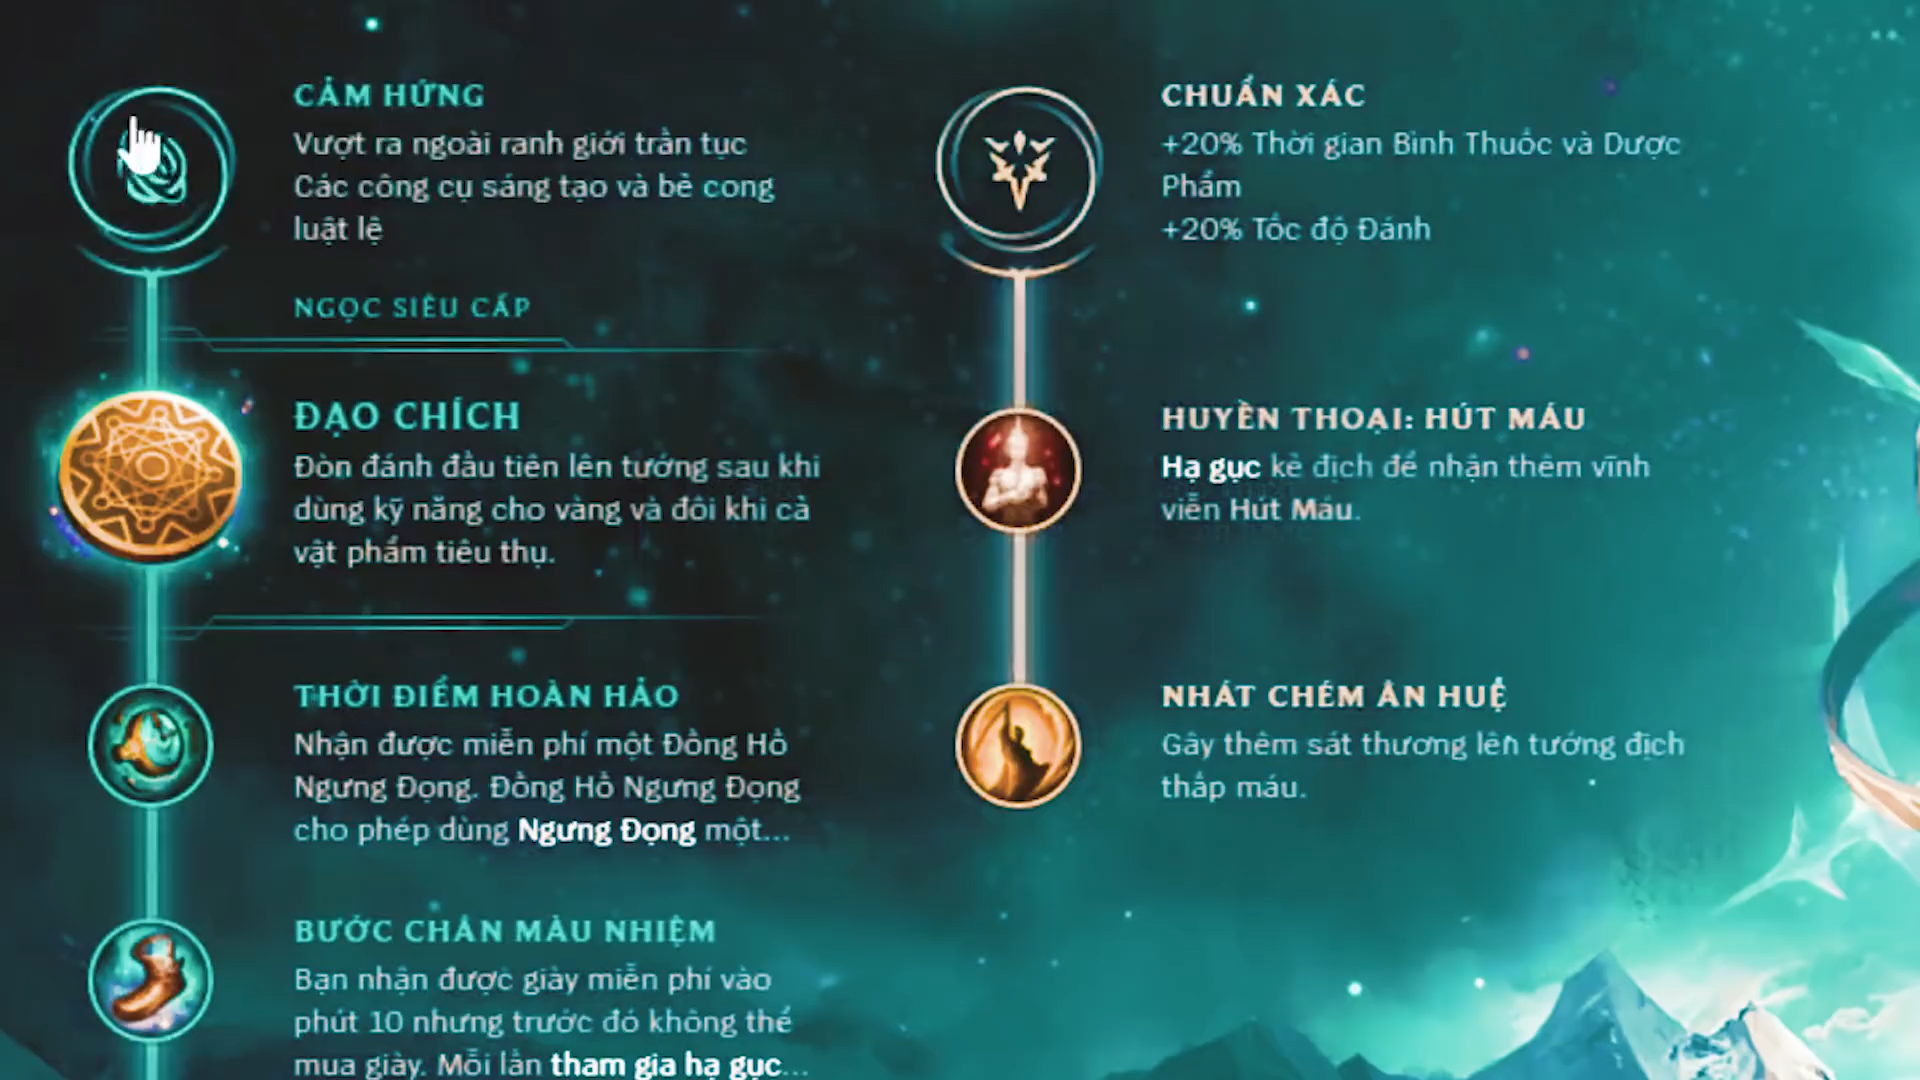 CẢM HỨNG
Vượt ra ngoài ranh giới trần tục
Các công cụ sáng tạo và bẻ cong
luật lệ
NGỌC SIÊU CẤP
ĐẠO CHÍCH
Đòn đánh đầu tiên lên tướng sau khi
dùng kỹ năng cho vàng và đôi khi cả
vật phẩm tiêu thụ.
THỜI ĐIỂM HOÀN HẢO
Nhận được miễn phí một Đồng Hồ
Ngưng Đọng. Đồng Hồ Ngưng Đọng
cho phép dùng Ngưng Đọng một...
BƯỚC CHÂN MÀU NHIỆM
Bạn nhận được giày miễn phí vào
phút 10 nhưng trước đó không thể
mua giày. Mỗi lần tham gia hạ gục...
CHUẨN XÁC
+20% Thời gian Bình Thuốc và Dược
Phẩm
+20% Tốc độ Đánh
HUYỀN THOẠI: HÚT MÁU
Hạ gục kẻ địch để nhận thêm vĩnh
viễn Hút Máu.
NHÁT CHÉM ÂN HUỆ
Gây thêm sát thương lên tướng địch
thấp máu.